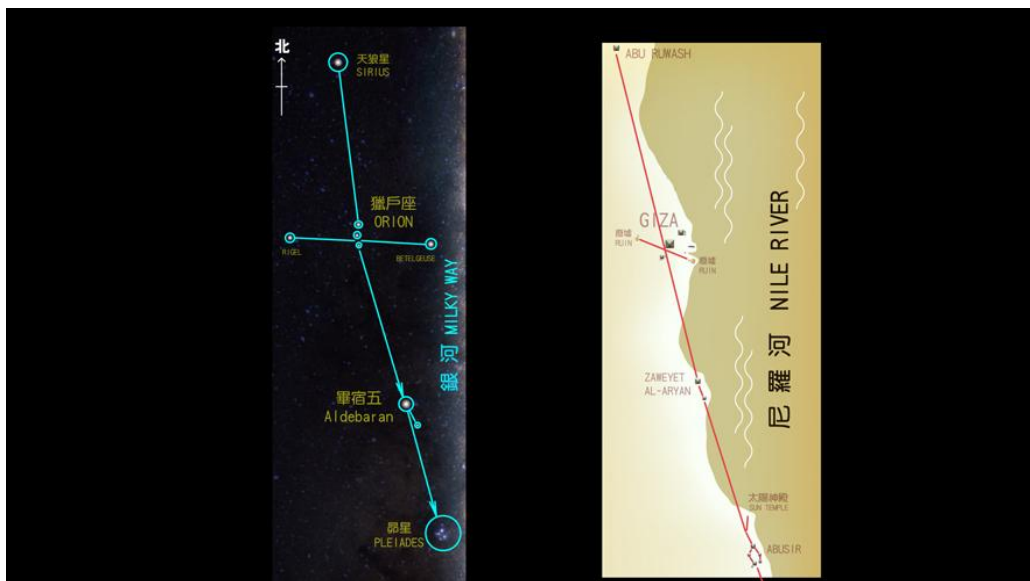 北
天狼星
SIRIUS
獵戶座
ORION
RIGEL
BETELGEUSE
銀河 MILKY WAY
畢宿五
Aldebaran
昴星
PLEIADES
ABU RUWASH
GIZA
廢墟
RUIN
廢墟
RUIN
ZAWEYET
AL-ARYAN
尼羅河 NILE RIVER
太陽神殿
SUN TEMPLE
ABUSIR